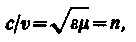 c/v = √εμ = n,